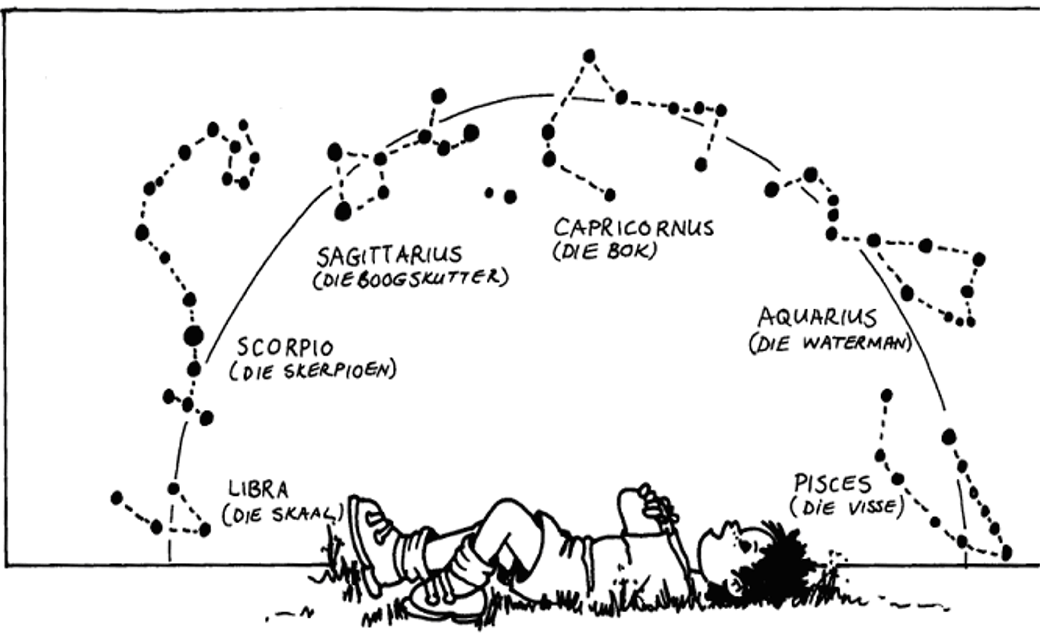 SAGITTARIUS
(DIE BOOGSKUTTER)
CAPRICORNUS
(DIE BOK)
SCORPIO
(DIE SKERPIOEN)
AQUARIUS
(DIE WATERMAN)
LIBRA
(DIE SKAAL)
PISCES
(DIE VISSE)